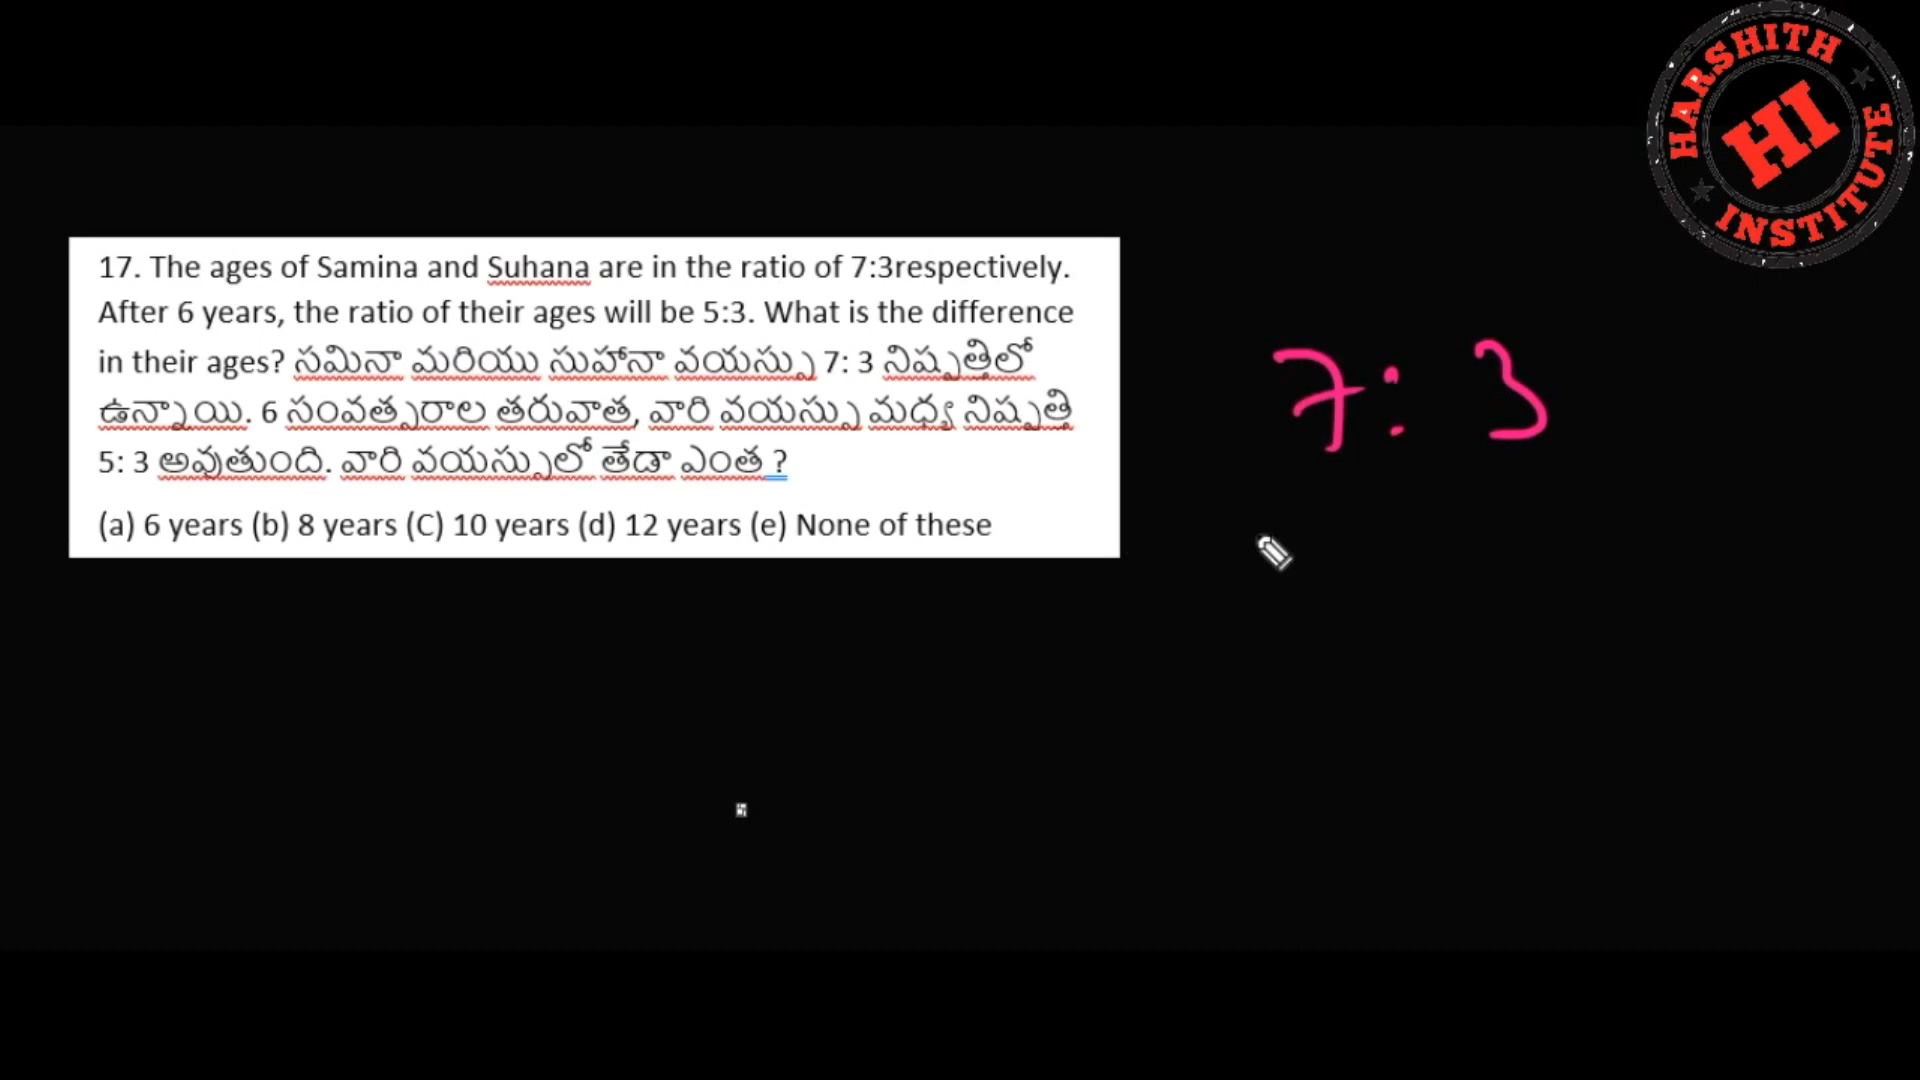 HARSHITH
HI
INSTITUTE
17. The ages of Samina and Suhana are in the ratio of 7:3respectively.
After 6 years, the ratio of their ages will be 5:3. What is the difference
in their ages? సమినా మరియు సుహానా వయస్సు 7: 3 నిష్పత్తిలో
ఉన్నాయి. 6 సంవత్సరాల తరువాత, వారి వయస్సు మధ్య నిష్పత్తి
5: 3 అవుతుంది. వారి వయస్సులో తేడా ఎంత ?
(a) 6 years (b) 8 years (C) 10 years (d) 12 years (e) None of these
7: 3